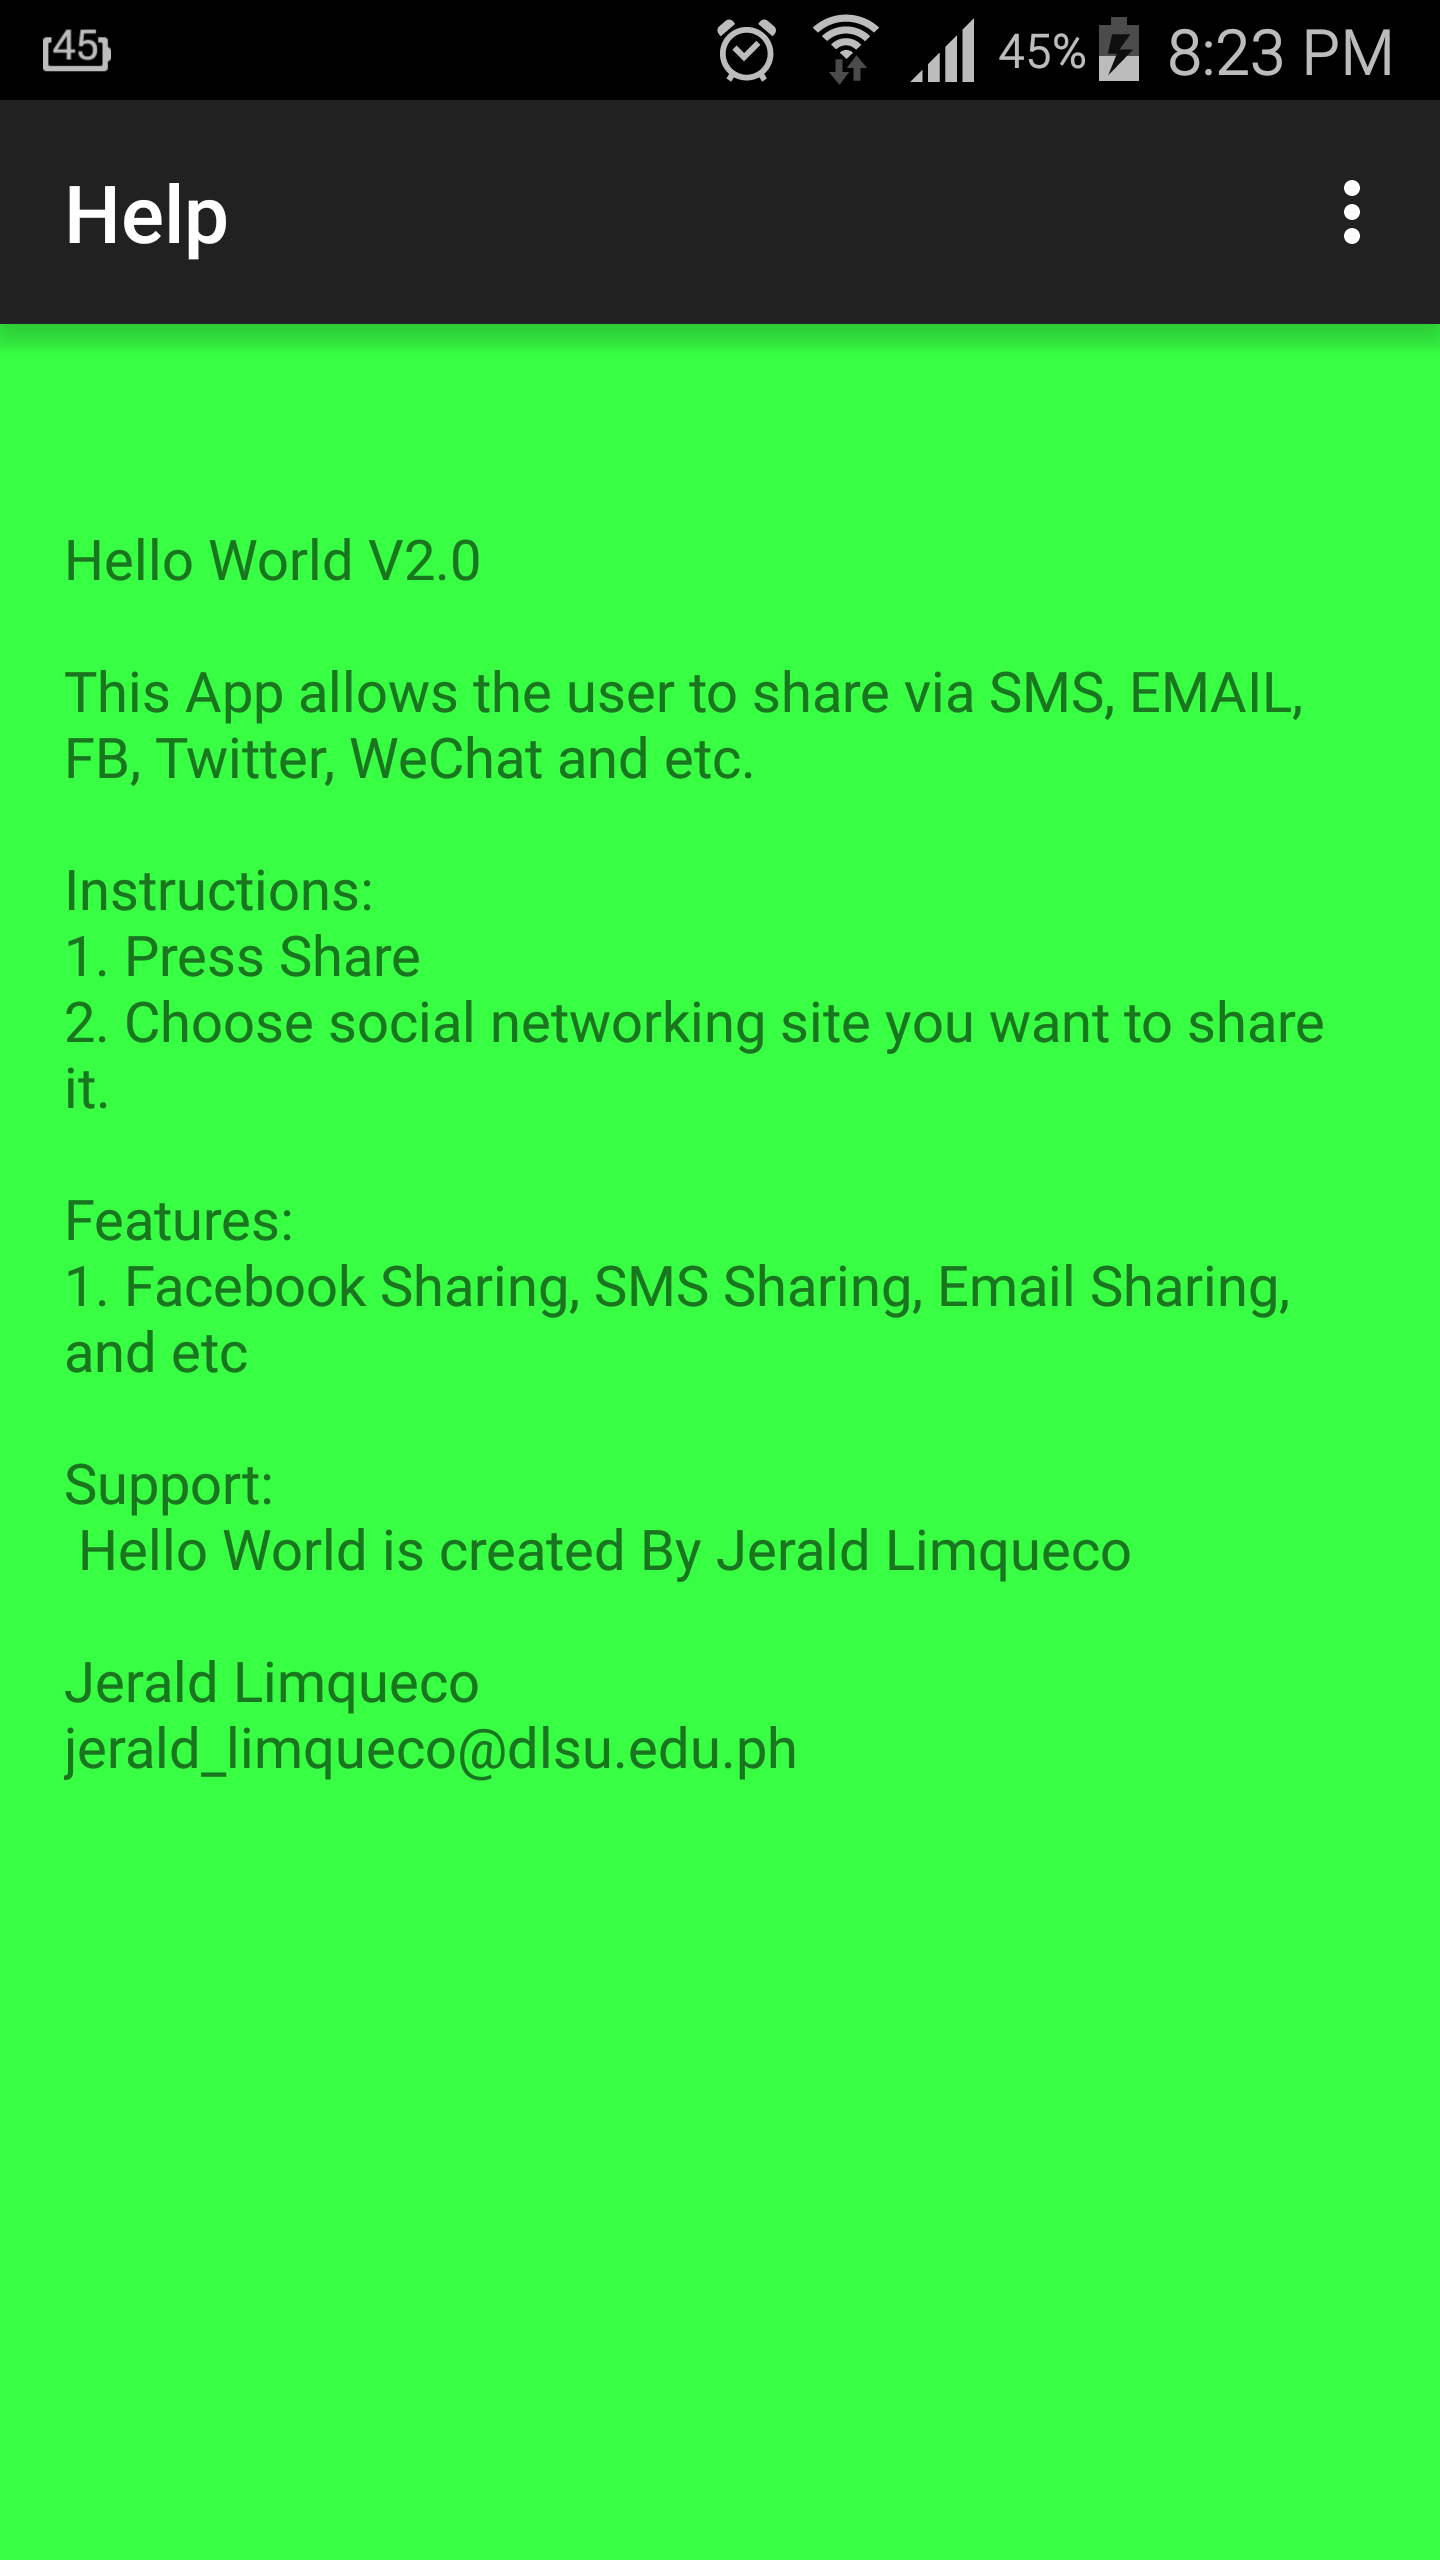 45
45% 8:23 PM
Help
Hello World V2.0
This App allows the user to share via SMS, EMAIL,
FB, Twitter, WeChat and etc.
Instructions:
1. Press Share
2. Choose social networking site you want to share
it.
Features:
1. Facebook Sharing, SMS Sharing, Email Sharing,
and etc
Support:
Hello World is created By Jerald Limqueco
Jerald Limqueco
jerald_limqueco@dlsu.edu.ph